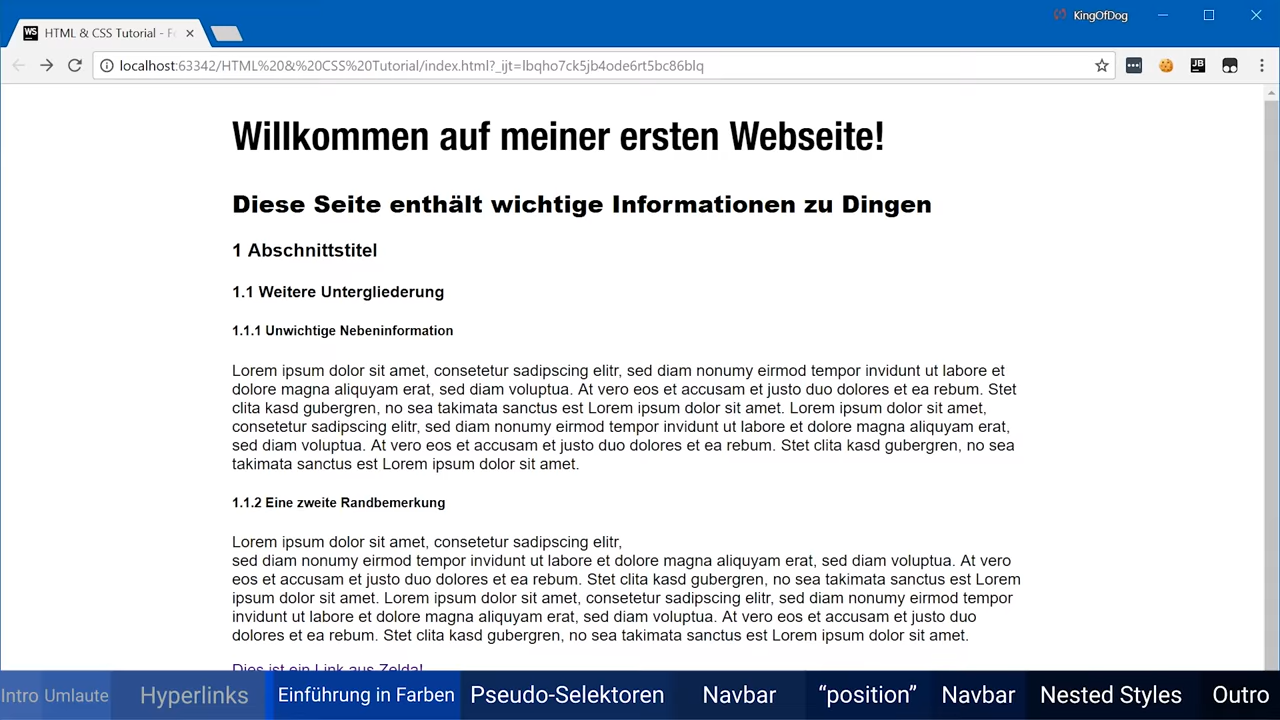 KingOfDog
HTML & CSS Tutorial - F
localhost:63342/HTML%20&%20CSS%20Tutorial/index.html?_ijt=lbqho7ck5jb4ode6rt5bc86blq
Willkommen auf meiner ersten Webseite!
Diese Seite enthält wichtige Informationen zu Dingen
1 Abschnittstitel
1.1 Weitere Untergliederung
1.1.1 Unwichtige Nebeninformation
Lorem ipsum dolor sit amet, consetetur sadipscing elitr, sed diam nonumy eirmod tempor invidunt ut labore et
dolore magna aliquyam erat, sed diam voluptua. At vero eos et accusam et justo duo dolores et ea rebum. Stet
clita kasd gubergren, no sea takimata sanctus est Lorem ipsum dolor sit amet. Lorem ipsum dolor sit amet,
consetetur sadipscing elitr, sed diam nonumy eirmod tempor invidunt ut labore et dolore magna aliquyam erat,
sed diam voluptua. At vero eos et accusam et justo duo dolores et ea rebum. Stet clita kasd gubergren, no sea
takimata sanctus est Lorem ipsum dolor sit amet.
1.1.2 Eine zweite Randbemerkung
Lorem ipsum dolor sit amet, consetetur sadipscing elitr,
sed diam nonumy eirmod tempor invidunt ut labore et dolore magna aliquyam erat, sed diam voluptua. At vero
eos et accusam et justo duo dolores et ea rebum. Stet clita kasd gubergren, no sea takimata sanctus est Lorem
ipsum dolor sit amet. Lorem ipsum dolor sit amet, consetetur sadipscing elitr, sed diam nonumy eirmod tempor
invidunt ut labore et dolore magna aliquyam erat, sed diam voluptua. At vero eos et accusam et justo duo
dolores et ea rebum. Stet clita kasd gubergren, no sea takimata sanctus est Lorem ipsum dolor sit amet.
Dies ist ein Link aus Zelda!
Intro Umlaute Hyperlinks Einführung in Farben Pseudo-Selektoren Navbar “position” Navbar Nested Styles Outro